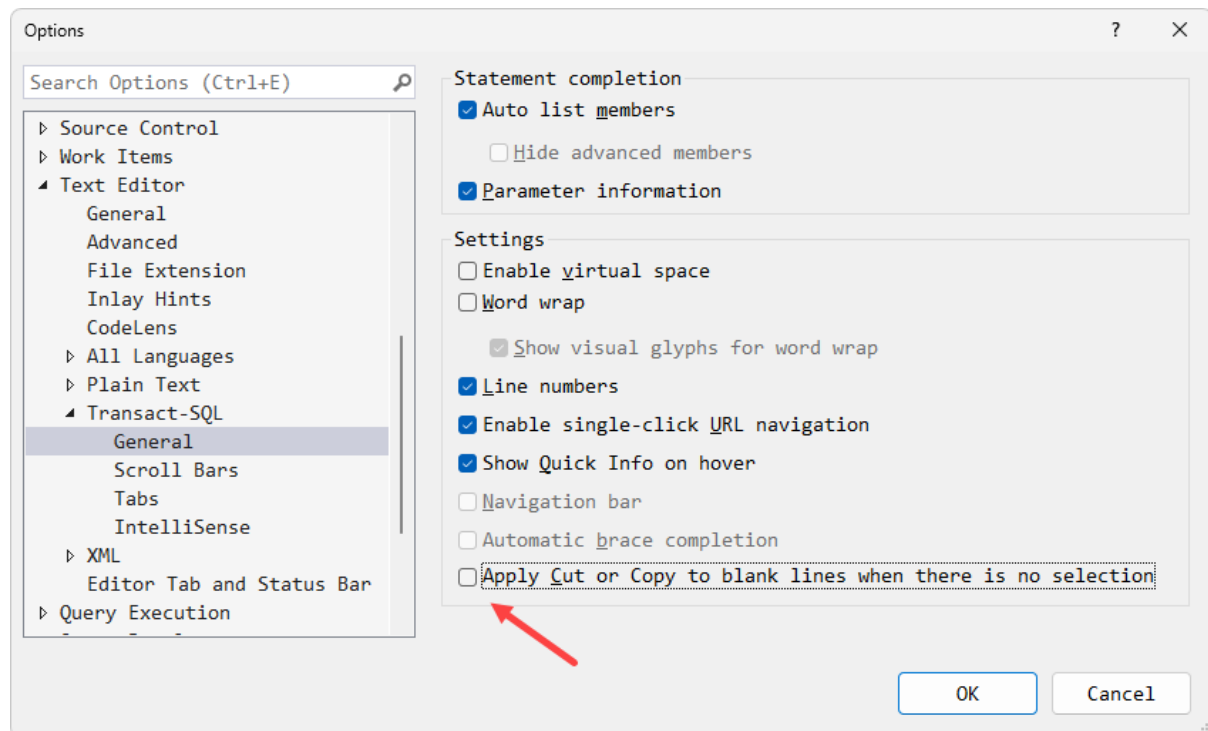 Options
?
Search Options (Ctrl+E)
Source Control
Work Items
Text Editor
General
Advanced
File Extension
Inlay Hints
CodeLens
All Languages
Plain Text
Transact-SQL
General
Scroll Bars
Tabs
IntelliSense
XML
Editor Tab and Status Bar
Query Execution
Statement completion
Auto list members
Hide advanced members
Parameter information
Settings
Enable virtual space
Word wrap
Show visual glyphs for word wrap
Line numbers
Enable single-click URL navigation
Show Quick Info on hover
Navigation bar
Automatic brace completion
Apply Cut or Copy to blank lines when there is no selection
OK
Cancel